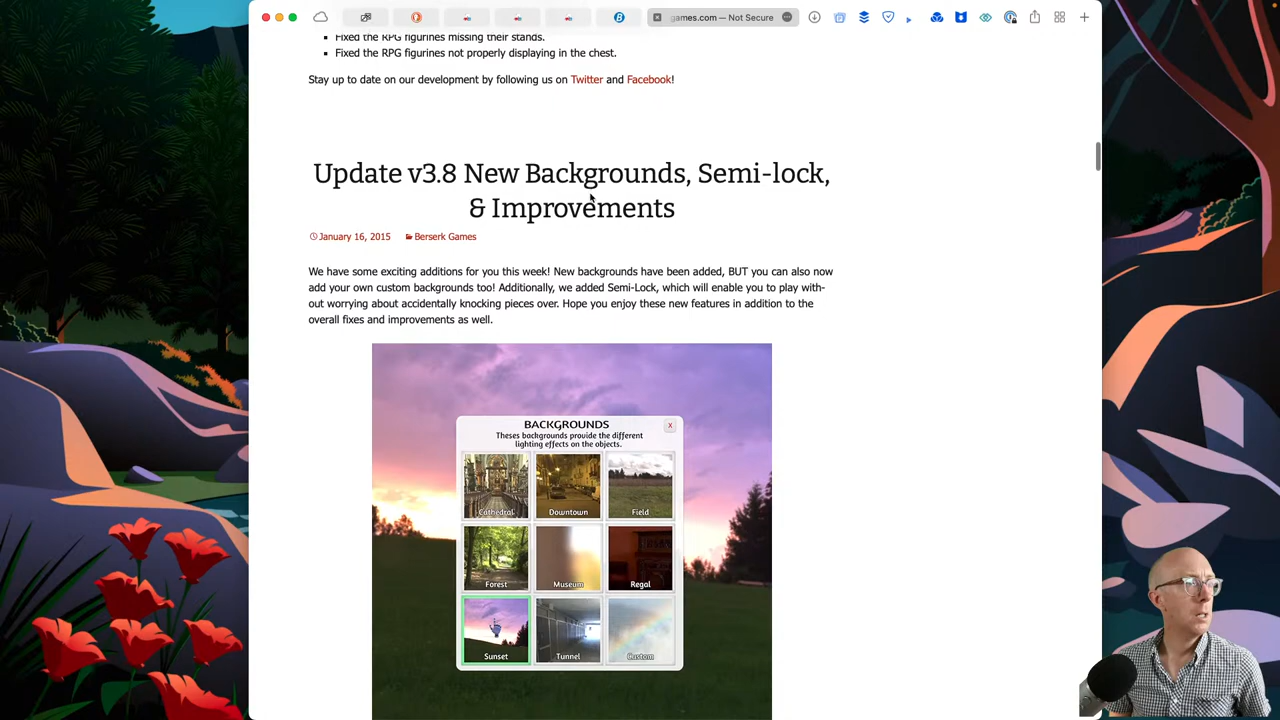 games.com — Not Secure
Fixed the RPG figurines missing their stands.
Fixed the RPG figurines not properly displaying in the chest.
Stay up to date on our development by following us on Twitter and Facebook!
Update v3.8 New Backgrounds, Semi-lock,
& Improvements
January 16, 2015 Berserk Games
We have some exciting additions for you this week! New backgrounds have been added, BUT you can also now
add your own custom backgrounds too! Additionally, we added Semi-Lock, which will enable you to play with-
out worrying about accidentally knocking pieces over. Hope you enjoy these new features in addition to the
overall fixes and improvements as well.
BACKGROUNDS
X
Theses backgrounds provide the different
lighting effects on the objects.
Cathedral Downtown Field
Forest Museum Regal
Sunset Tunnel Custom